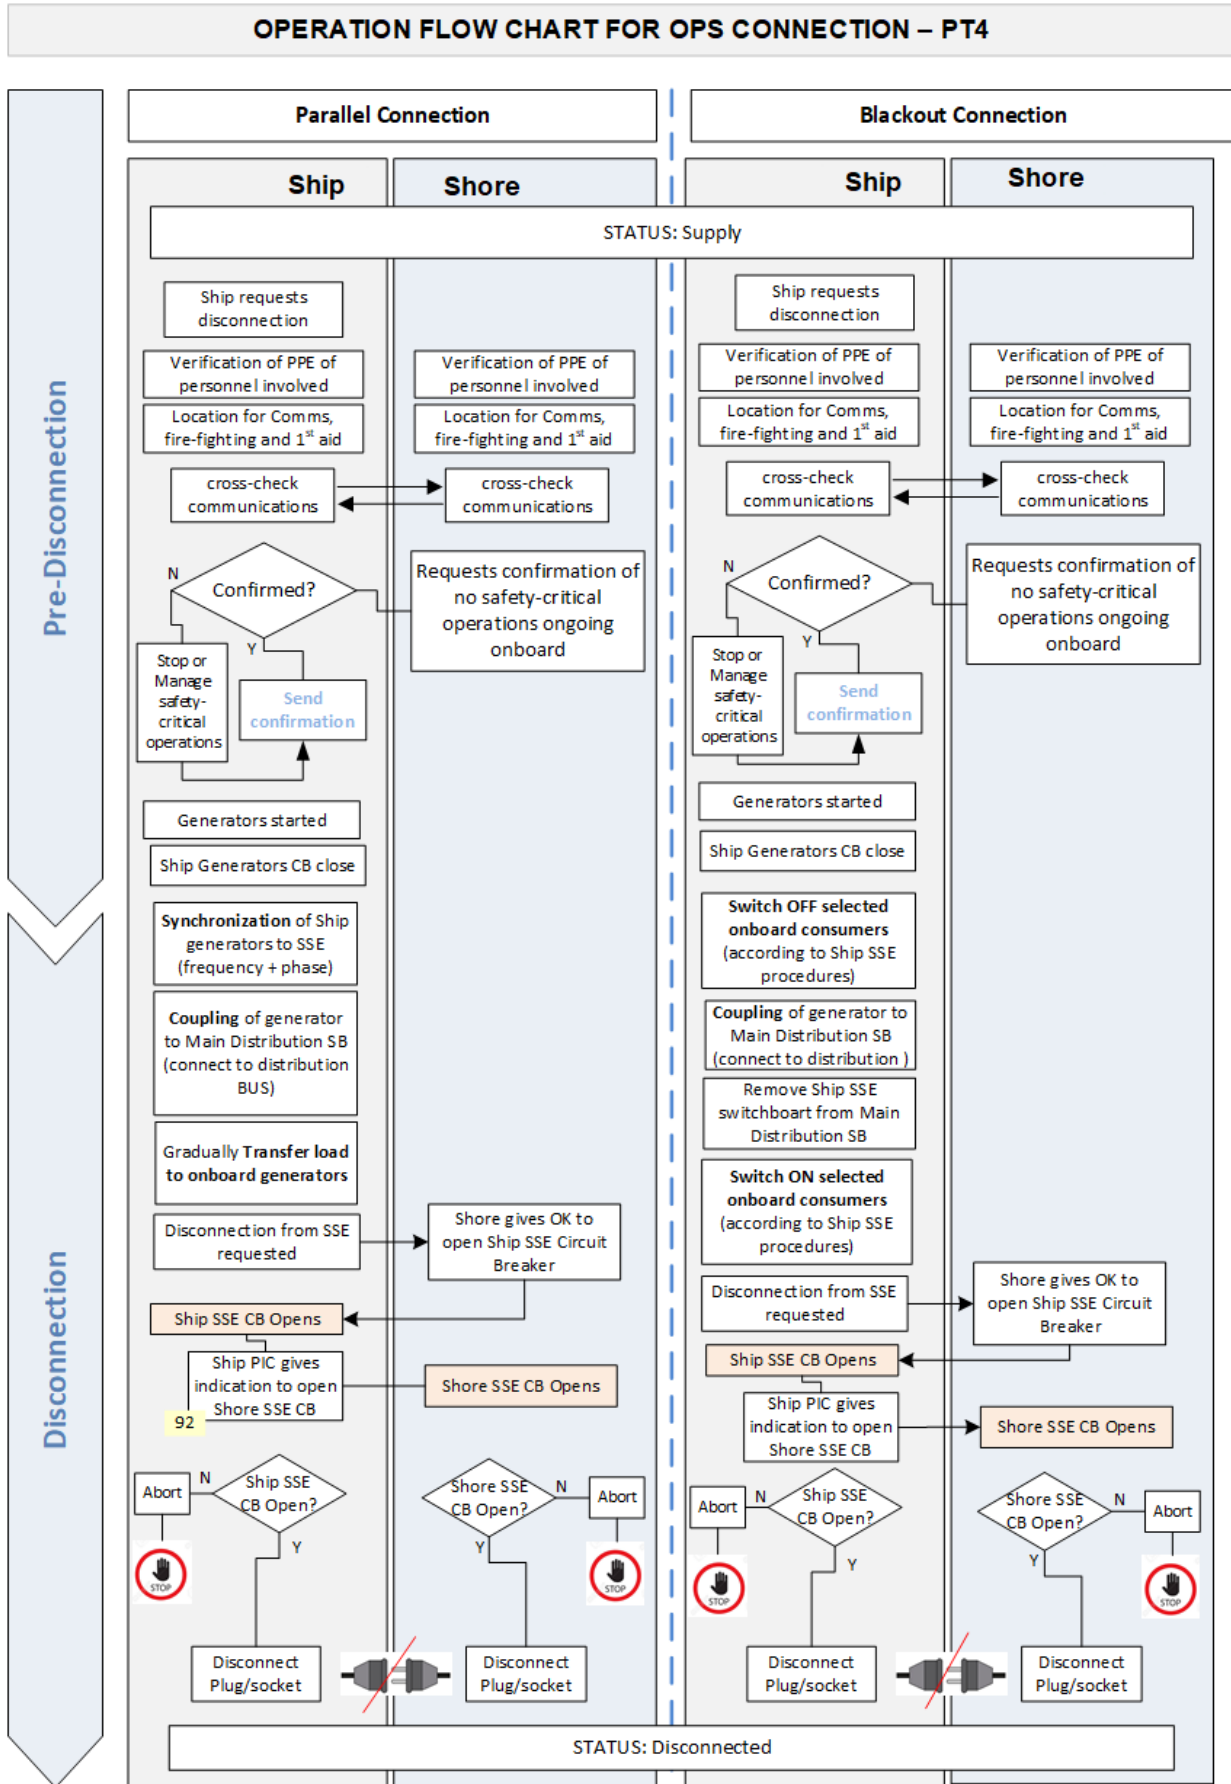 OPERATION FLOW CHART FOR OPS CONNECTION – PT4
Pre-Disconnection
Disconnection
Parallel Connection
Ship
Shore
STATUS: Supply
Ship requests
disconnection
Verification of PPE of
personnel involved
Verification of PPE of
personnel involved
Location for Comms,
fire-fighting and 1st aid
Location for Comms,
fire-fighting and 1st aid
cross-check
communications
cross-check
communications
Confirmed?
N
Y
Requests confirmation of
no safety-critical
operations ongoing
onboard
Stop or
Manage
safety-
critical
operations
Send
confirmation
Generators started
Ship Generators CB close
Synchronization of Ship
generators to SSE
(frequency + phase)
Coupling of generator
to Main Distribution SB
(connect to distribution
BUS)
Gradually Transfer load
to onboard generators
Disconnection from SSE
requested
Shore gives OK to
open Ship SSE Circuit
Breaker
Ship SSE CB Opens
Ship PIC gives
indication to open
Shore SSE CB
92
Shore SSE CB Opens
Abort
N
Ship SSE
CB Open?
Y
STOP
Shore SSE
CB Open?
N
Abort
Y
STOP
Disconnect
Plug/socket
Disconnect
Plug/socket
Blackout Connection
Ship
Shore
Ship requests
disconnection
Verification of PPE of
personnel involved
Verification of PPE of
personnel involved
Location for Comms,
fire-fighting and 1st aid
Location for Comms,
fire-fighting and 1st aid
cross-check
communications
cross-check
communications
Confirmed?
N
Y
Requests confirmation of
no safety-critical
operations ongoing
onboard
Stop or
Manage
safety-
critical
operations
Send
confirmation
Generators started
Ship Generators CB close
Switch OFF selected
onboard consumers
(according to Ship SSE
procedures)
Coupling of generator to
Main Distribution SB
(connect to distribution )
Remove Ship SSE
switchboart from Main
Distribution SB
Switch ON selected
onboard consumers
(according to Ship SSE
procedures)
Disconnection from SSE
requested
Shore gives OK to
open Ship SSE Circuit
Breaker
Ship SSE CB Opens
Ship PIC gives
indication to open
Shore SSE CB
Shore SSE CB Opens
Abort
N
Ship SSE
CB Open?
Y
STOP
Shore SSE
CB Open?
N
Abort
Y
STOP
Disconnect
Plug/socket
Disconnect
Plug/socket
STATUS: Disconnected